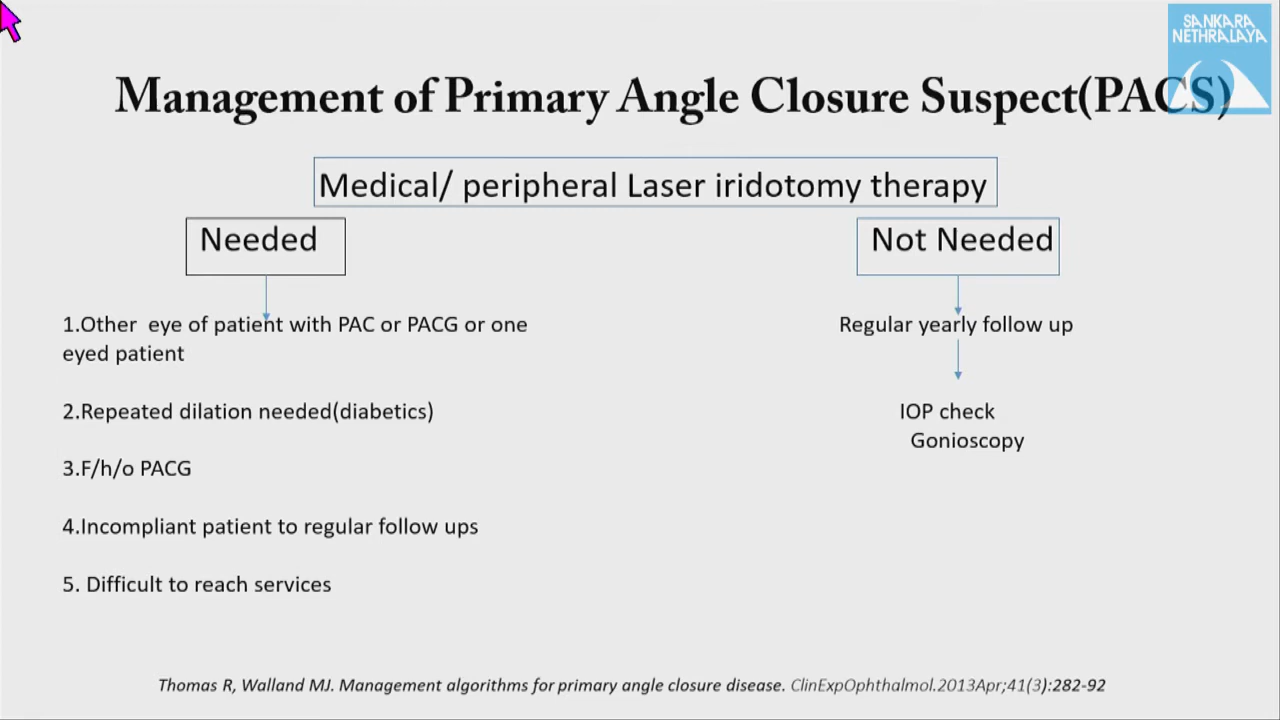 SANKARA
NETHRALAYA
Management of Primary Angle Closure Suspect(PACS)
Medical/ peripheral Laser iridotomy therapy
Needed
Not Needed
1.Other eye of patient with PAC or PACG or one
eyed patient
2.Repeated dilation needed(diabetics)
3.F/h/o PACG
4.Incompliant patient to regular follow ups
5. Difficult to reach services
Regular yearly follow up
IOP check
Gonioscopy
Thomas R, Walland MJ. Management algorithms for primary angle closure disease. ClinExpOphthalmol.2013Apr;41(3):282-92